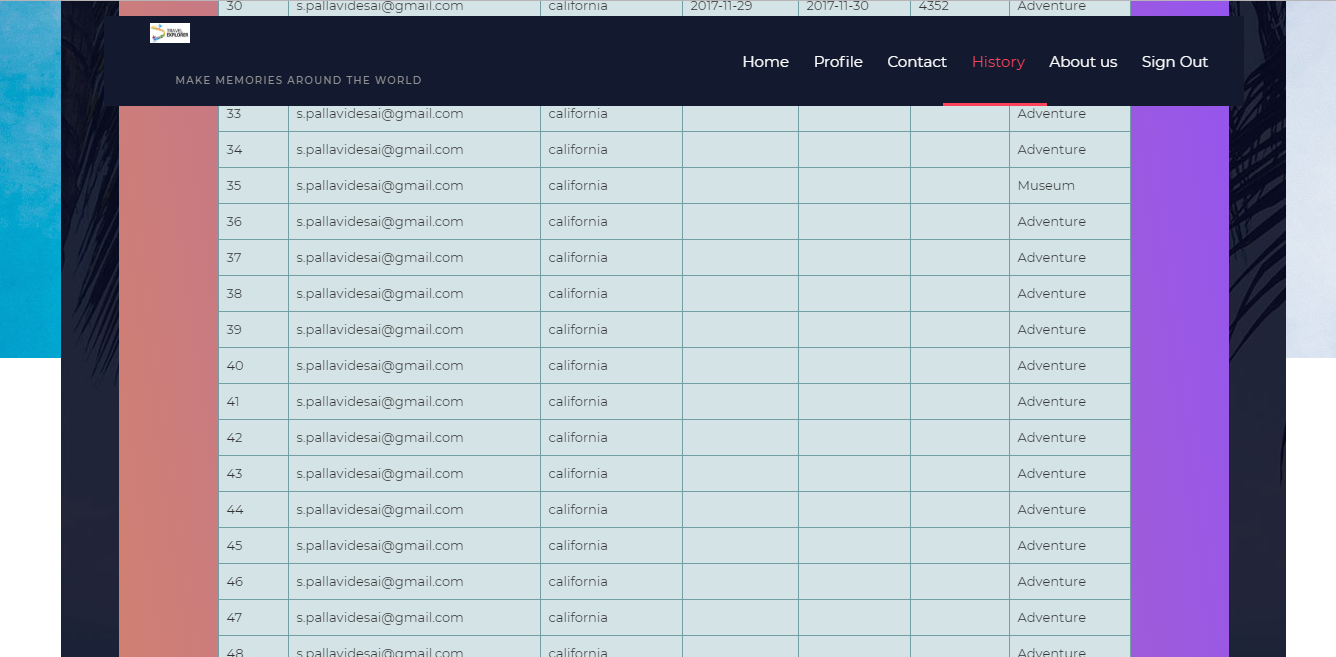 30 s.pallavidesai@gmail.com california 2017-11-29 2017-11-30 4352 Adventure
TRAVEL
EXPLORER
Home Profile Contact History About us Sign Out
MAKE MEMORIES AROUND THE WORLD
33 s.pallavidesai@gmail.com california Adventure
34 s.pallavidesai@gmail.com california Adventure
35 s.pallavidesai@gmail.com california Museum
36 s.pallavidesai@gmail.com california Adventure
37 s.pallavidesai@gmail.com california Adventure
38 s.pallavidesai@gmail.com california Adventure
39 s.pallavidesai@gmail.com california Adventure
40 s.pallavidesai@gmail.com california Adventure
41 s.pallavidesai@gmail.com california Adventure
42 s.pallavidesai@gmail.com california Adventure
43 s.pallavidesai@gmail.com california Adventure
44 s.pallavidesai@gmail.com california Adventure
45 s.pallavidesai@gmail.com california Adventure
46 s.pallavidesai@gmail.com california Adventure
47 s.pallavidesai@gmail.com california Adventure
48 s.pallavidesai@gmail.com california Adventure